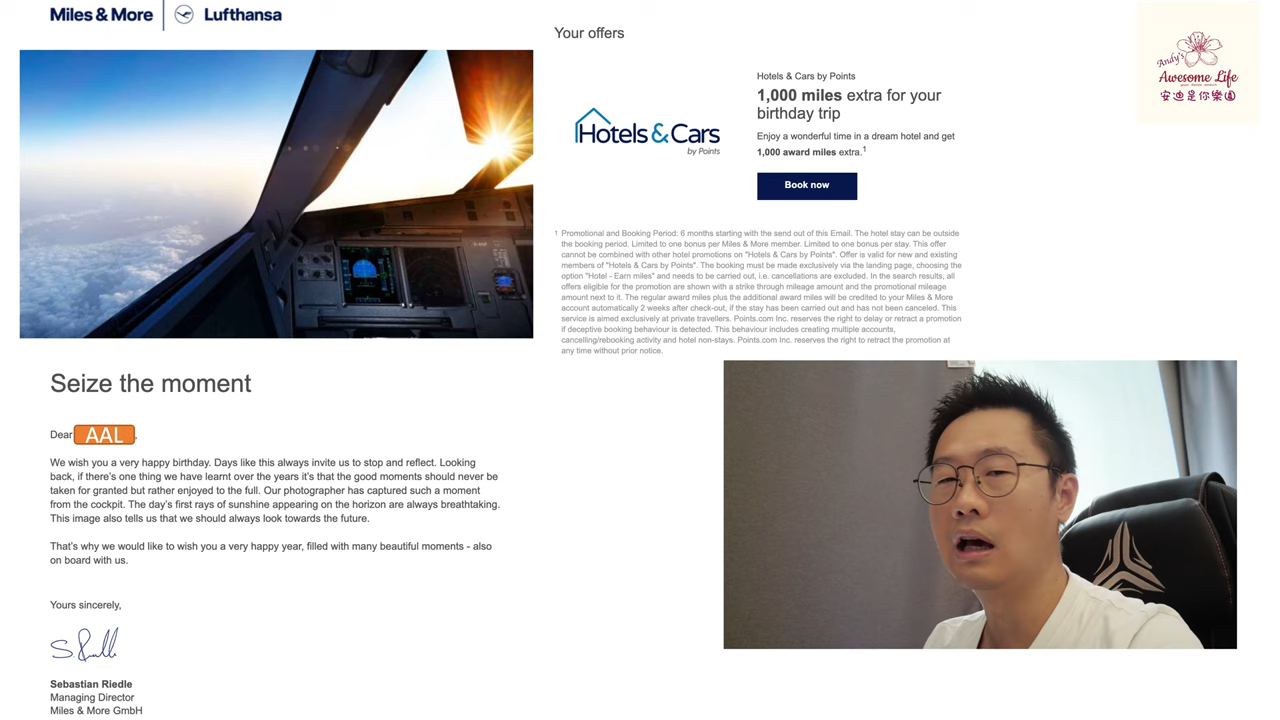 Miles & More
Lufthansa
Seize the moment
Dear AAL,
We wish you a very happy birthday. Days like this always invite us to stop and reflect. Looking
back, if there's one thing we have learnt over the years it's that the good moments should never be
taken for granted but rather enjoyed to the full. Our photographer has captured such a moment
from the cockpit. The day's first rays of sunshine appearing on the horizon are always breathtaking.
This image also tells us that we should always look towards the future.
That's why we would like to wish you a very happy year, filled with many beautiful moments - also
on board with us.
Yours sincerely,
Sebastian Riedle
Managing Director
Miles & More GmbH
Your offers
Hotels & Cars
by Points
Hotels & Cars by Points
1,000 miles extra for your
birthday trip
Enjoy a wonderful time in a dream hotel and get
1,000 award miles extra.1
Book now
1 Promotional and Booking Period: 6 months starting with the send out of this Email. The hotel stay can be outside
the booking period. Limited to one bonus per Miles & More member. Limited to one bonus per stay. This offer
cannot be combined with other hotel promotions on "Hotels & Cars by Points". Offer is valid for new and existing
members of "Hotels & Cars by Points". The booking must be made exclusively via the landing page, choosing the
option "Hotel - Earn miles" and needs to be carried out, i.e. cancellations are excluded. In the search results, all
offers eligible for the promotion are shown with a strike through mileage amount and the promotional mileage
amount next to it. The regular award miles plus the additional award miles will be credited to your Miles & More
account automatically 2 weeks after check-out, if the stay has been carried out and has not been canceled. This
service is aimed exclusively at private travellers. Points.com Inc. reserves the right to delay or retract a promotion
if deceptive booking behaviour is detected. This behaviour includes creating multiple accounts,
cancelling/rebooking activity and hotel non-stays. Points.com Inc. reserves the right to retract the promotion at
any time without prior notice.
Andy's
Awesome Life
安迪是你樂園